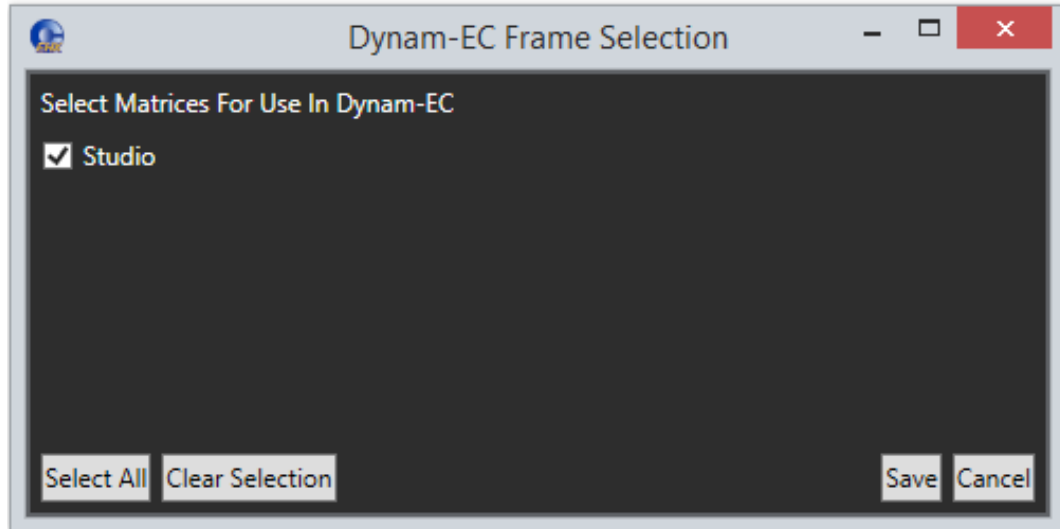 Dynam-EC Frame Selection
Select Matrices For Use In Dynam-EC
Studio
Select All Clear Selection Save Cancel